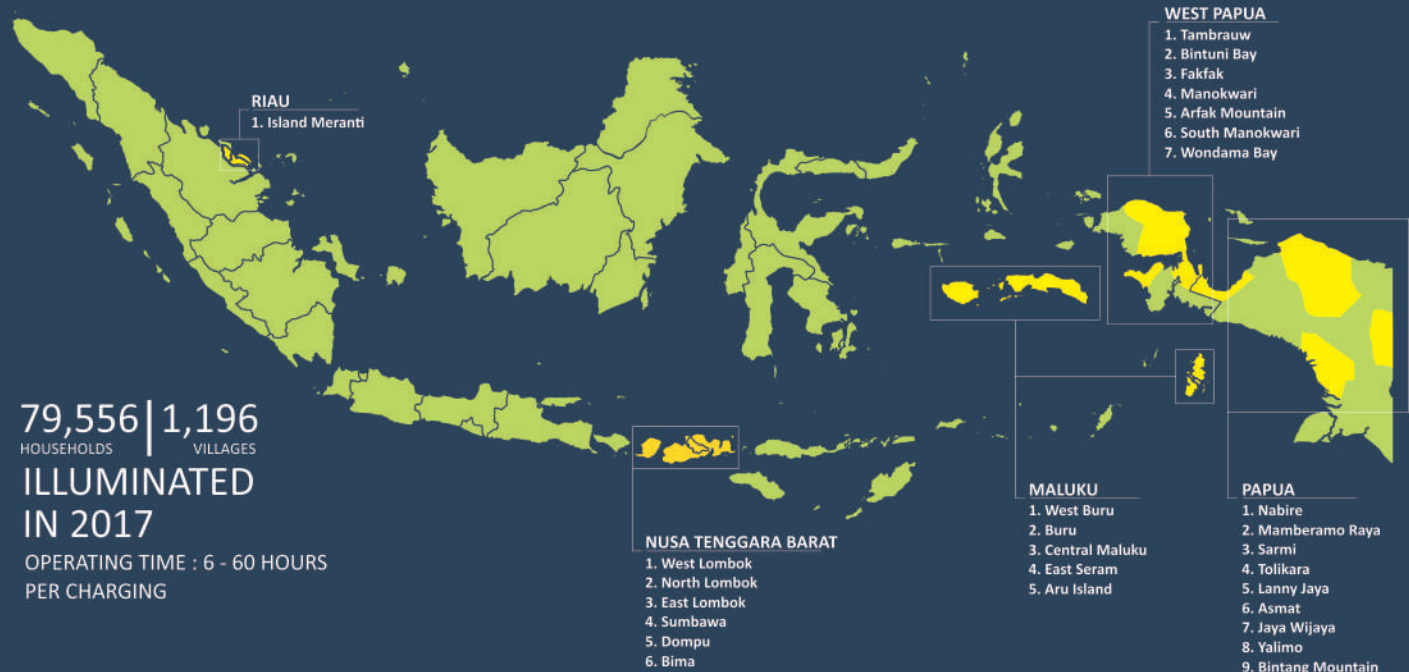 WEST PAPUA
1. Tambrauw
2. Bintuni Bay
3. Fakfak
4. Manokwari
5. Arfak Mountain
6. South Manokwari
7. Wondama Bay
RIAU
1. Island Meranti
79,556 | 1,196
HOUSEHOLDS VILLAGES
ILLUMINATED
IN 2017
OPERATING TIME : 6 - 60 HOURS
PER CHARGING
NUSA TENGGARA BARAT
1. West Lombok
2. North Lombok
3. East Lombok
4. Sumbawa
5. Dompu
6. Bima
MALUKU
1. West Buru
2. Buru
3. Central Maluku
4. East Seram
5. Aru Island
PAPUA
1. Nabire
2. Mamberamo Raya
3. Sarmi
4. Tolikara
5. Lanny Jaya
6. Asmat
7. Jaya Wijaya
8. Yalimo
9. Bintang Mountain